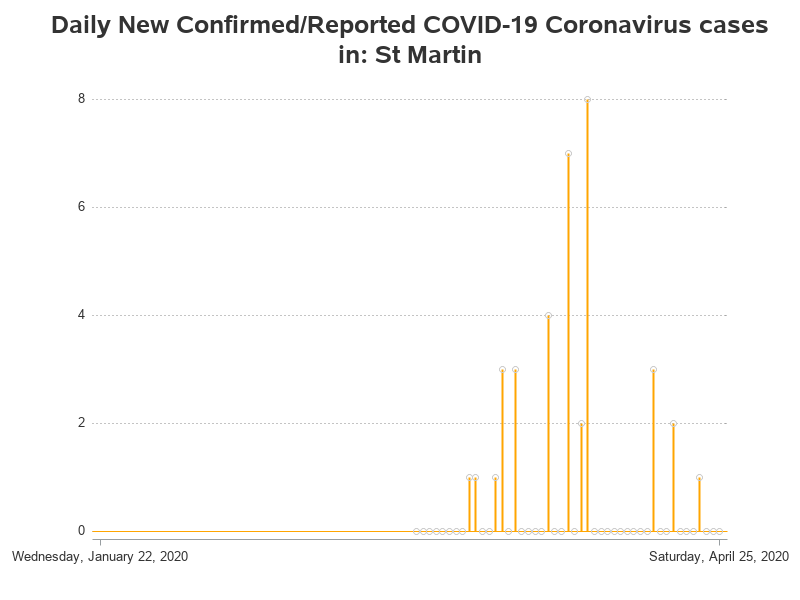 Daily New Confirmed/Reported COVID-19 Coronavirus cases
in: St Martin
8
6
4
2
0
Wednesday, January 22, 2020
Saturday, April 25, 2020